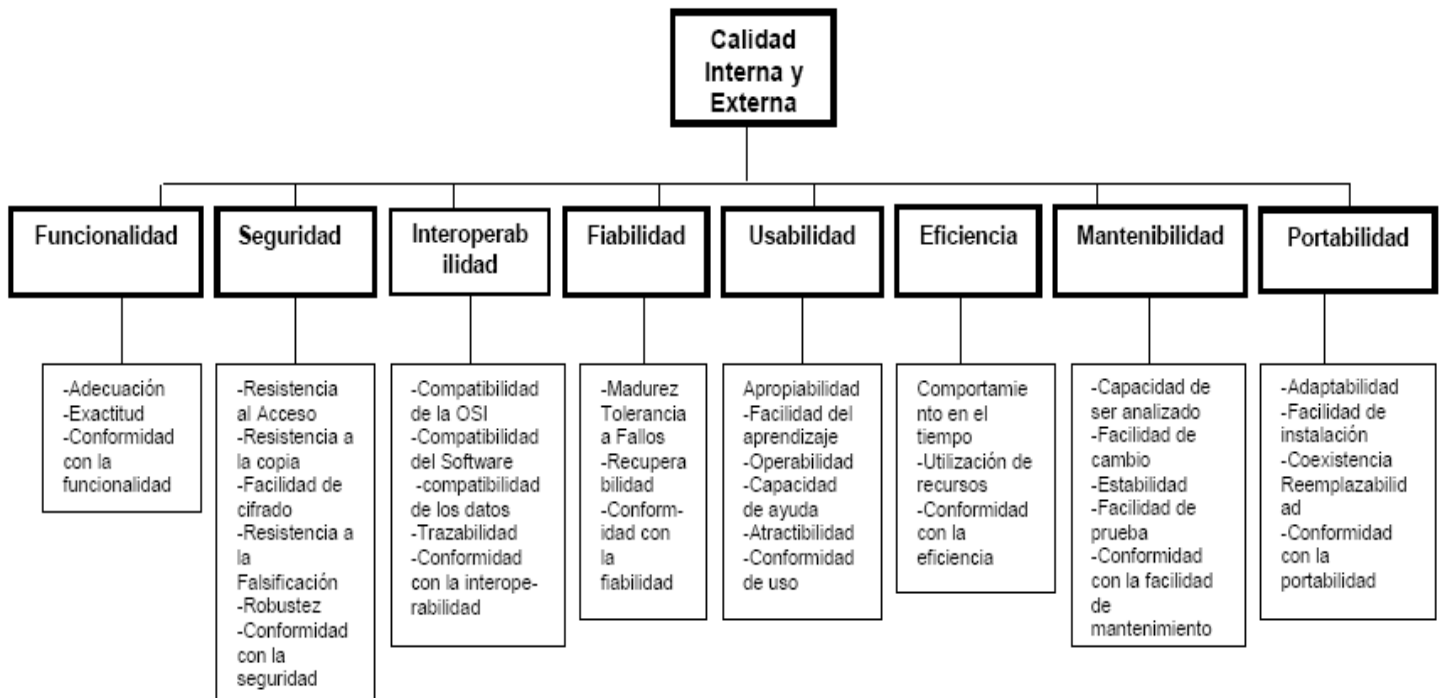 Calidad
Interna y
Externa
Funcionalidad
Seguridad
Interoperab
ilidad
Fiabilidad
Usabilidad
Eficiencia
Mantenibilidad
Portabilidad
-Adecuación
-Exactitud
-Conformidad
con la
funcionalidad
-Resistencia
al Acceso
-Resistencia a
la copia
-Facilidad de
cifrado
-Resistencia a
la
Falsificación
-Robustez
-Conformidad
con la
seguridad
-Compatibilidad
de la OSI
-Compatibilidad
del Software
-compatibilidad
de los datos
-Trazabilidad
-Conformidad
con la interope-
rabilidad
-Madurez
Tolerancia
a Fallos
-Recupera
bilidad
-Conform-
idad con
la
fiabilidad
Apropiabilidad
-Facilidad del
aprendizaje
-Operabilidad
-Capacidad
de ayuda
-Atractibilidad
-Conformidad
de uso
Comportamie
nto en el
tiempo
-Utilización de
recursos
-Conformidad
con la
eficiencia
-Capacidad de
ser analizado
-Facilidad de
cambio
-Estabilidad
-Facilidad de
prueba
-Conformidad
con la facilidad
de
mantenimiento
-Adaptabilidad
-Facilidad de
instalación
-Coexistencia
Reemplazabilid
ad
-Conformidad
con la
portabilidad